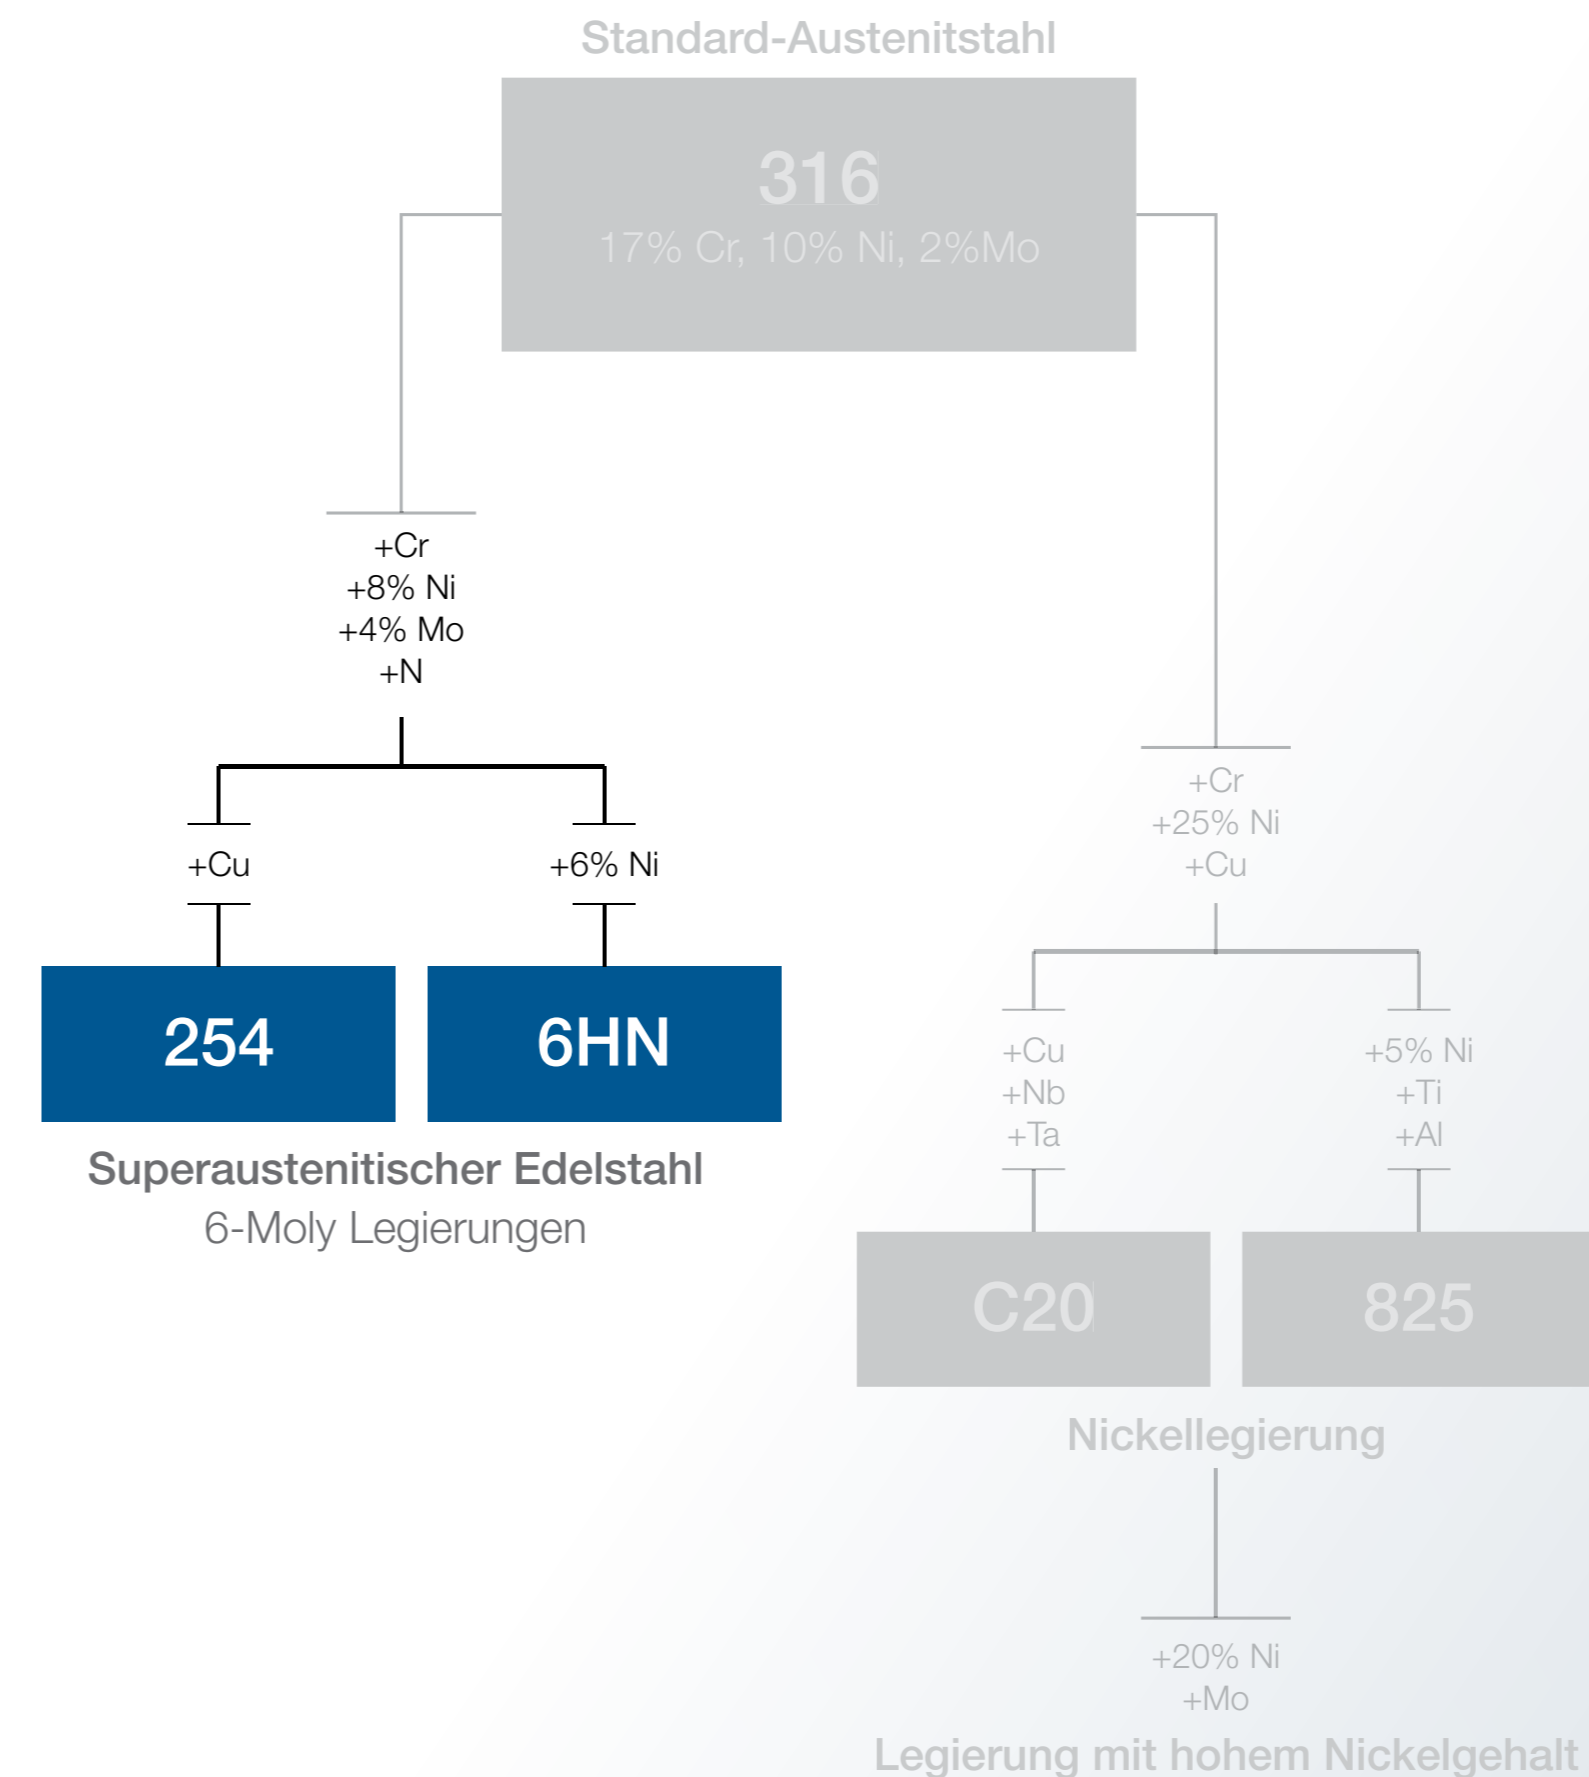 Standard-Austenitstahl
316
17% Cr, 10% Ni, 2%Mo
+Cr
+8% Ni
+4% Mo
+N
+Cu
+6% Ni
254
6HN
Superaustenitischer Edelstahl
6-Moly Legierungen
+Cr
+25% Ni
+Cu
+Cu
+Nb
+Ta
+5% Ni
+Ti
+Al
C20
825
Nickellegierung
+20% Ni
+Mo
Legierung mit hohem Nickelgehalt